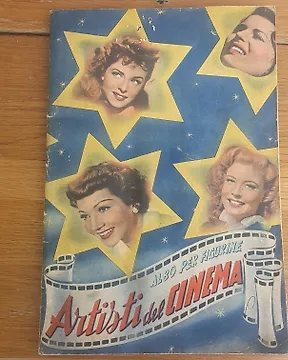 ALBO PER FIGURINE
Artisti del CINEMA